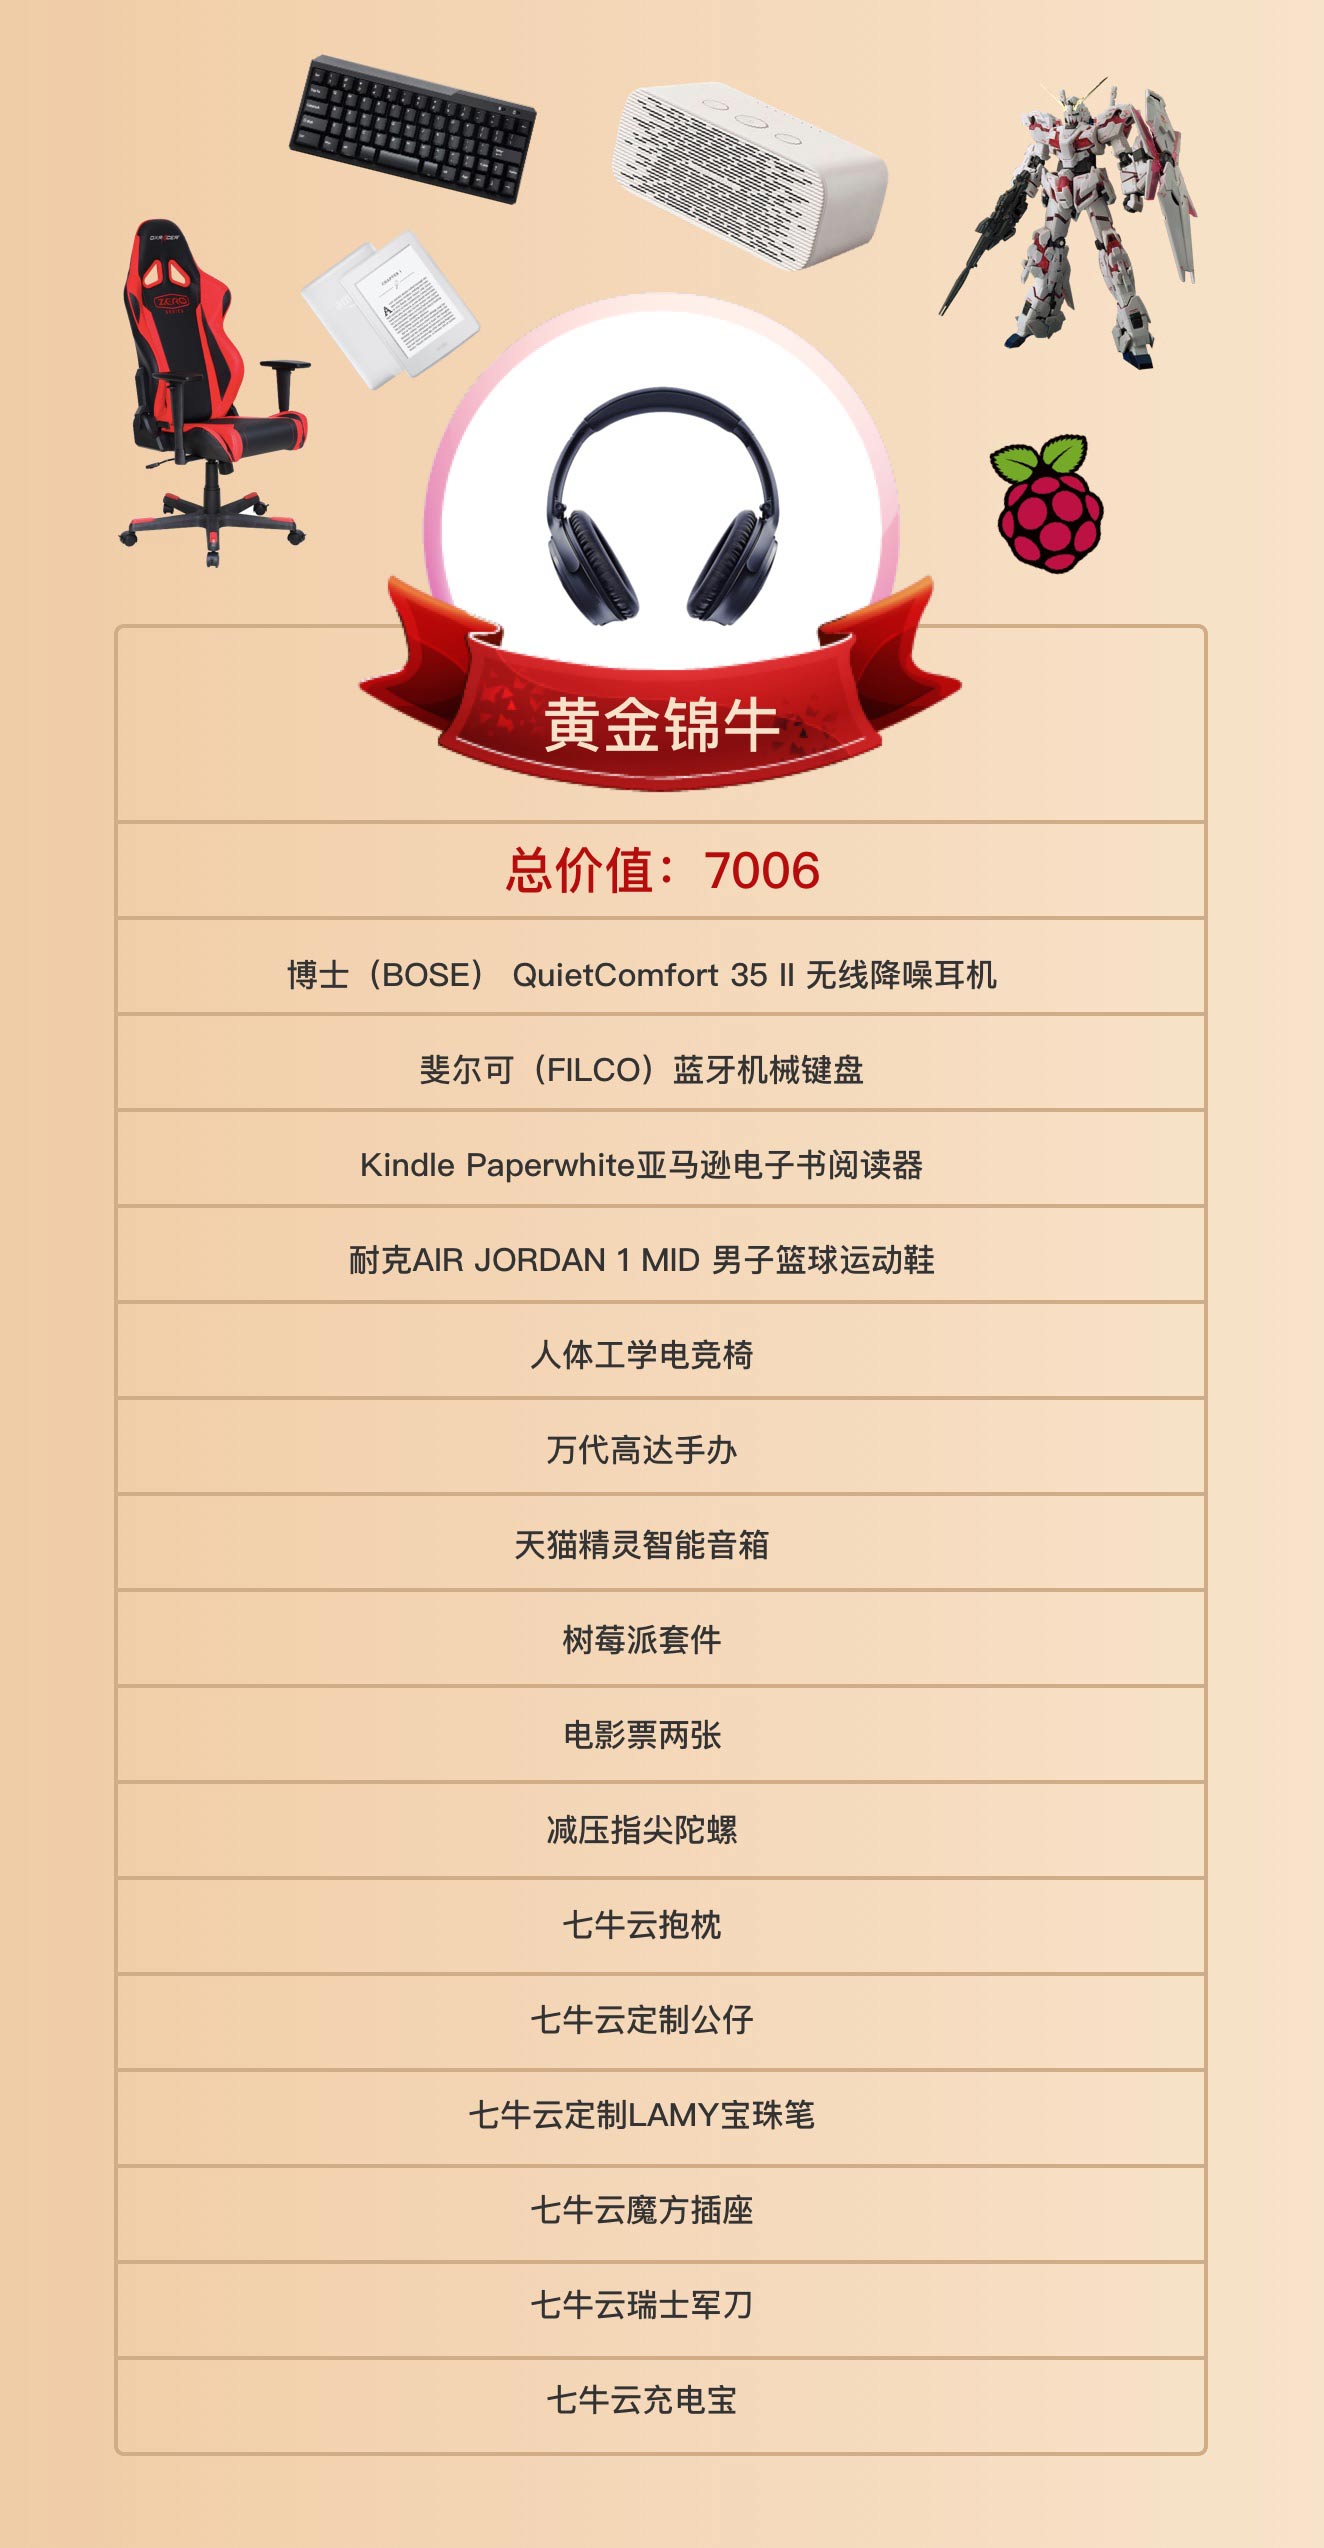 DXRACER
ZERO
SERIES
CHAPTER 1
黄金锦牛
总价值：7006
博士（BOSE） QuietComfort 35 II 无线降噪耳机
斐尔可（FILCO）蓝牙机械键盘
Kindle Paperwhite亚马逊电子书阅读器
耐克AIR JORDAN 1 MID 男子篮球运动鞋
人体工学电竞椅
万代高达手办
天猫精灵智能音箱
树莓派套件
电影票两张
减压指尖陀螺
七牛云抱枕
七牛云定制公仔
七牛云定制LAMY宝珠笔
七牛云魔方插座
七牛云瑞士军刀
七牛云充电宝